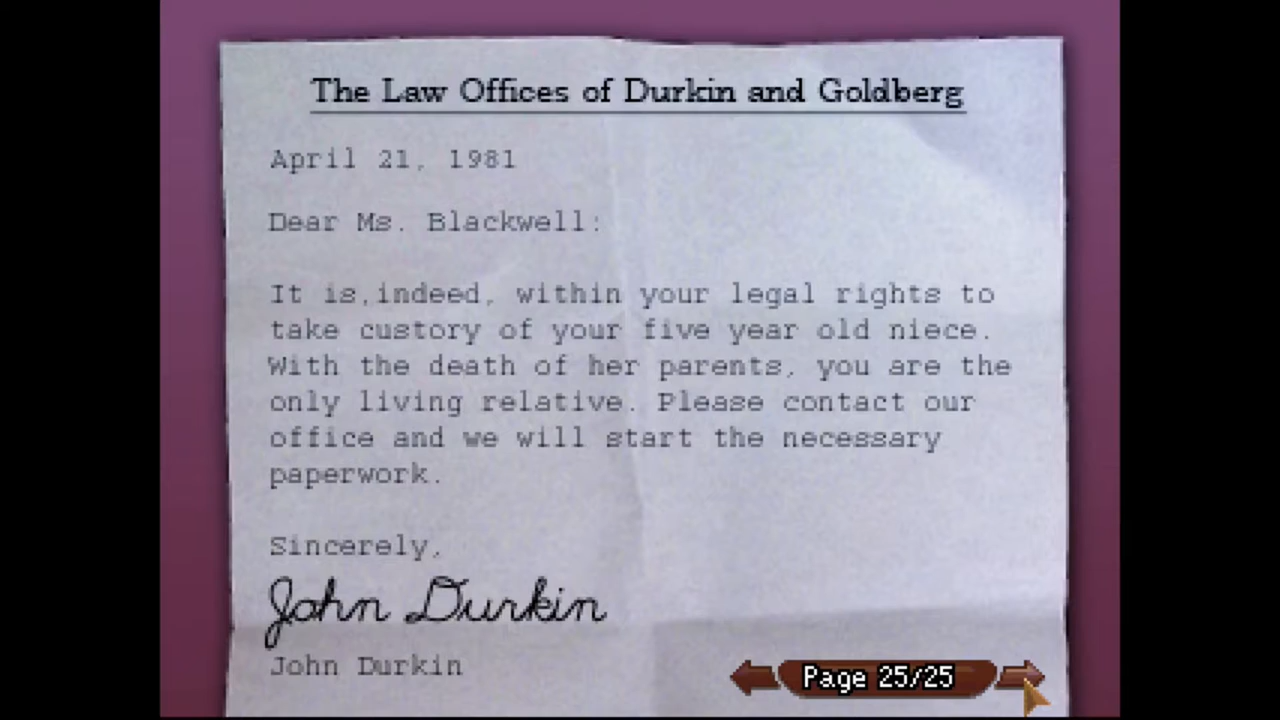 The Law Offices of Durkin and Goldberg
April 21, 1981
Dear Ms. Blackwell:
It is,indeed, within your legal rights to
take custory of your five year old niece.
With the death of her parents, you are the
only living relative. Please contact our
office and we will start the necessary
paperwork.
Sincerely,
John Durkin
John Durkin
Page 25/25